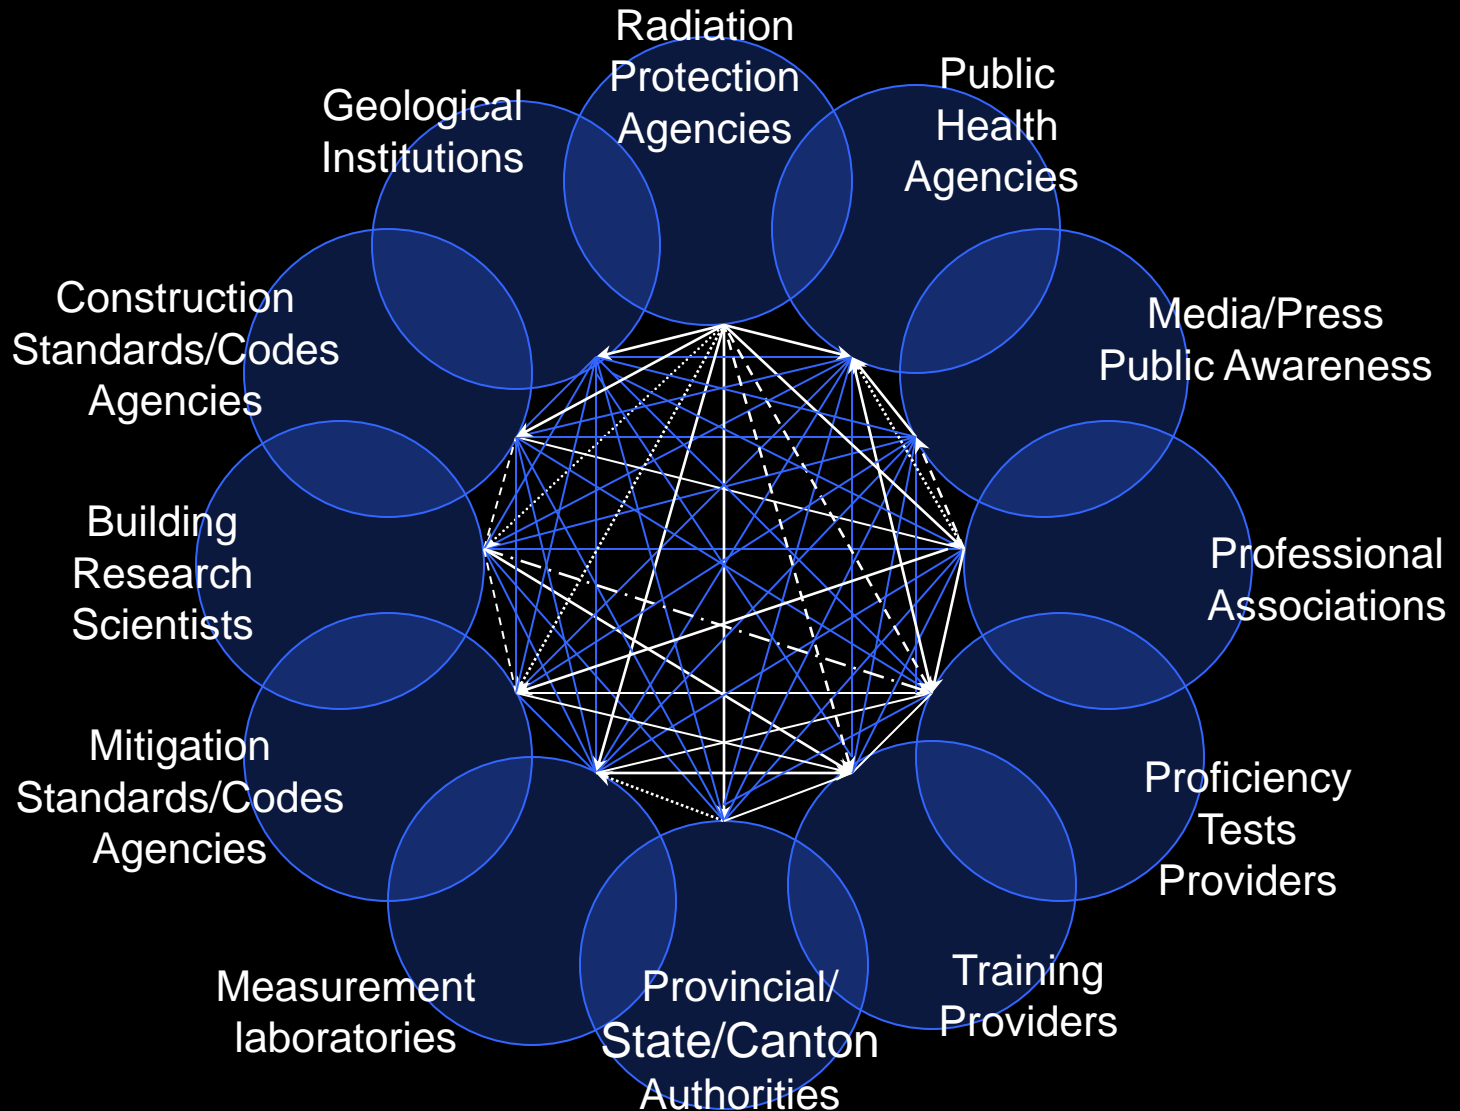 Radiation
Protection
Agencies
Public
Health
Agencies
Media/Press
Public Awareness
Professional
Associations
Proficiency
Tests
Providers
Training
Providers
Provincial/
State/Canton
Authorities
Measurement
laboratories
Mitigation
Standards/Codes
Agencies
Building
Research
Scientists
Construction
Standards/Codes
Agencies
Geological
Institutions